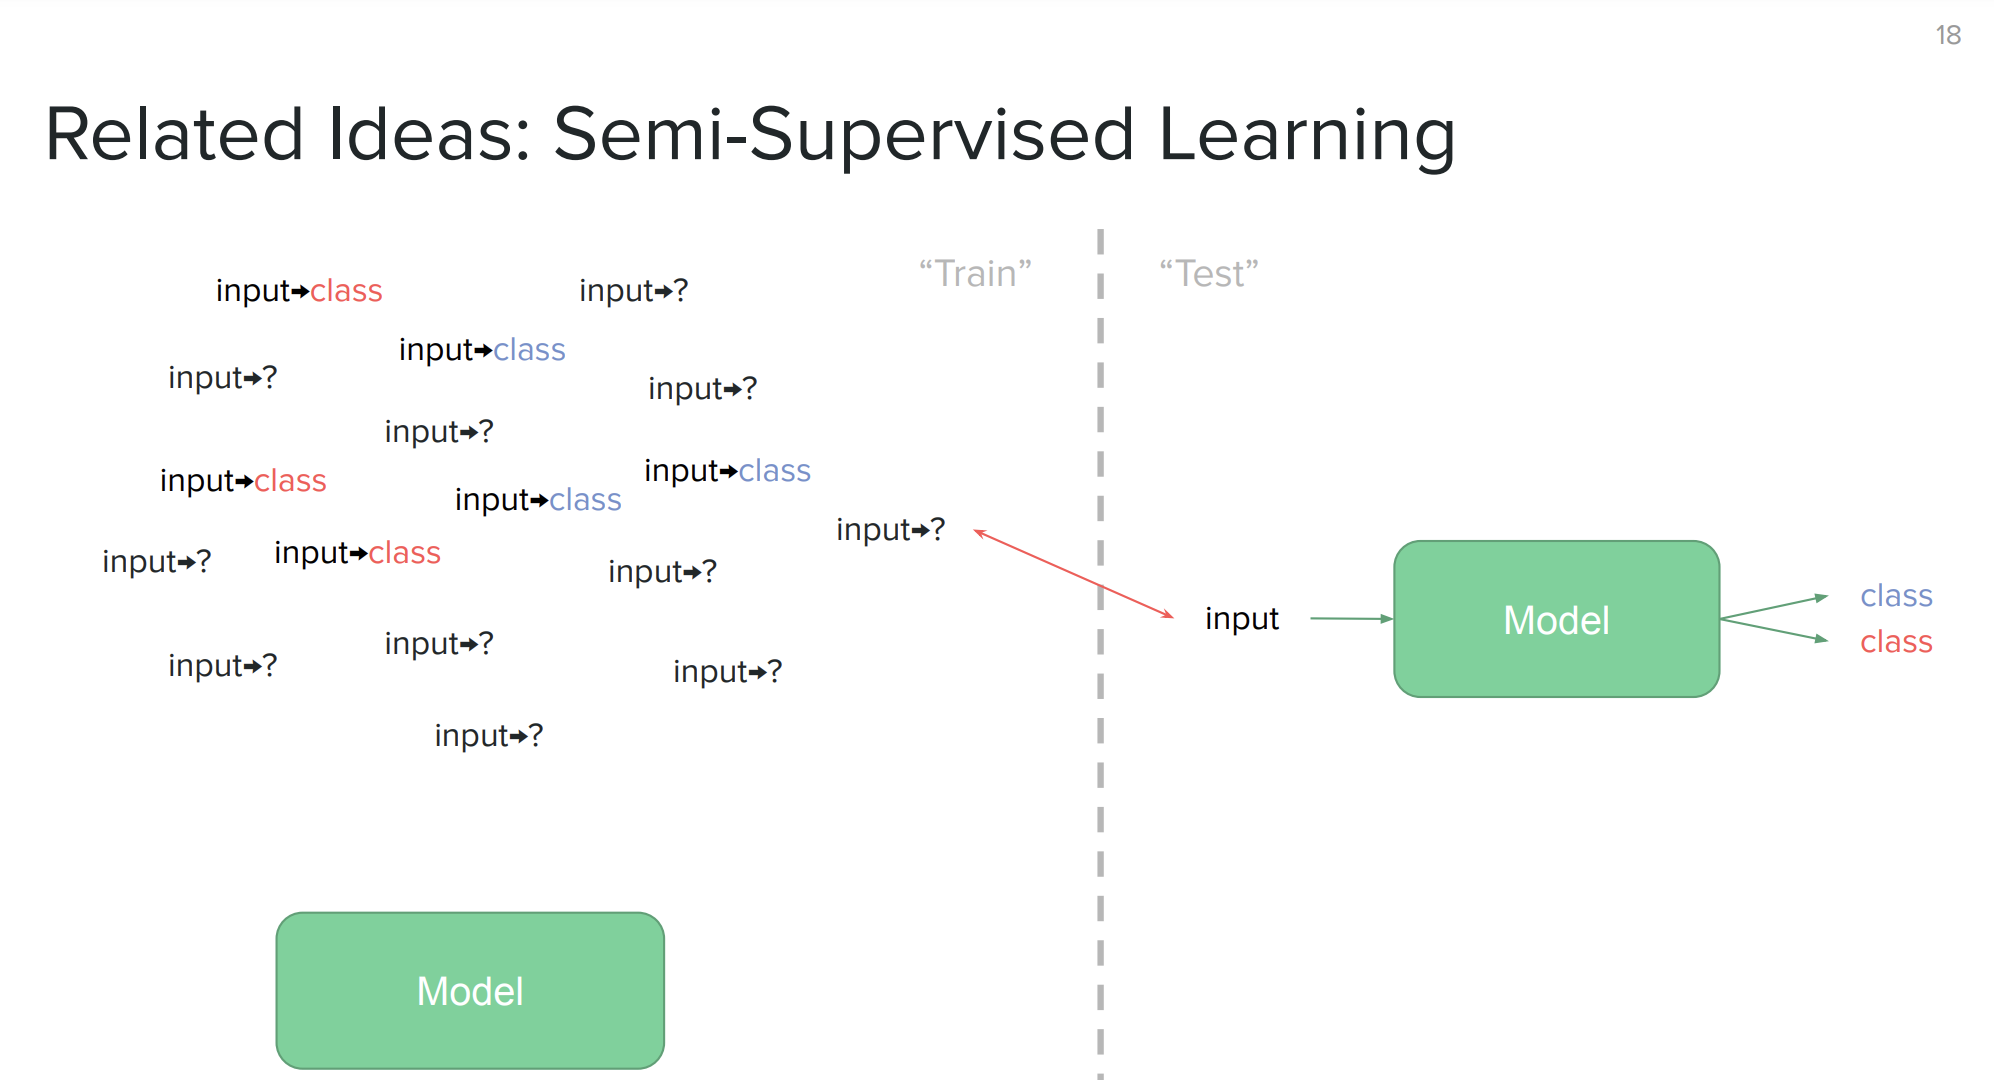 18
Related Ideas: Semi-Supervised Learning
“Train”
“Test”
input→class
input→?
input→class
input→?
input→?
input→?
input→class
input→class
input→class
input→?
input→?
input→class
input→?
input→?
input→?
input→?
input→?
Model
input
Model
class
class